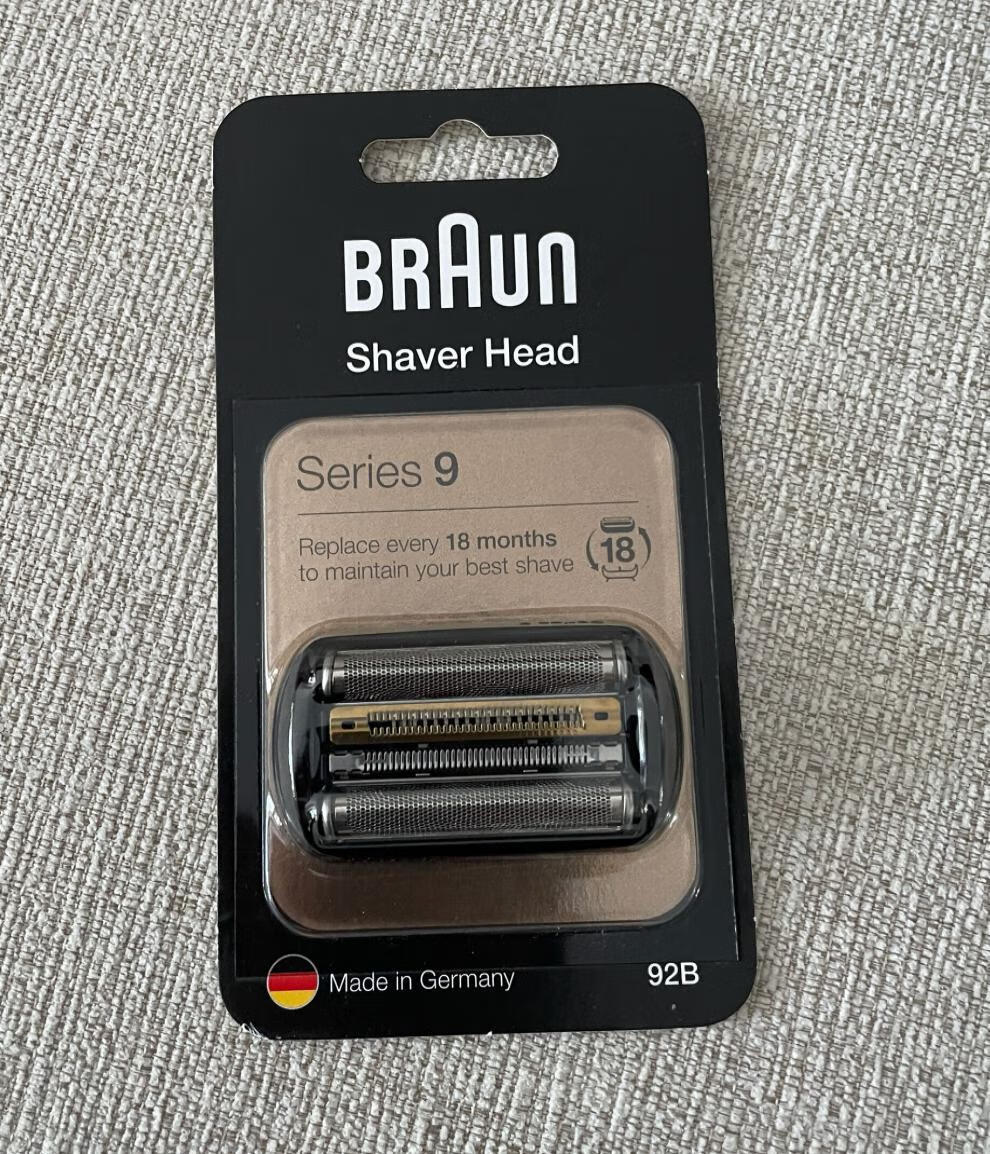 BRAUN
Shaver Head
Series 9
Replace every 18 months
to maintain your best shave
18
Made in Germany
92B